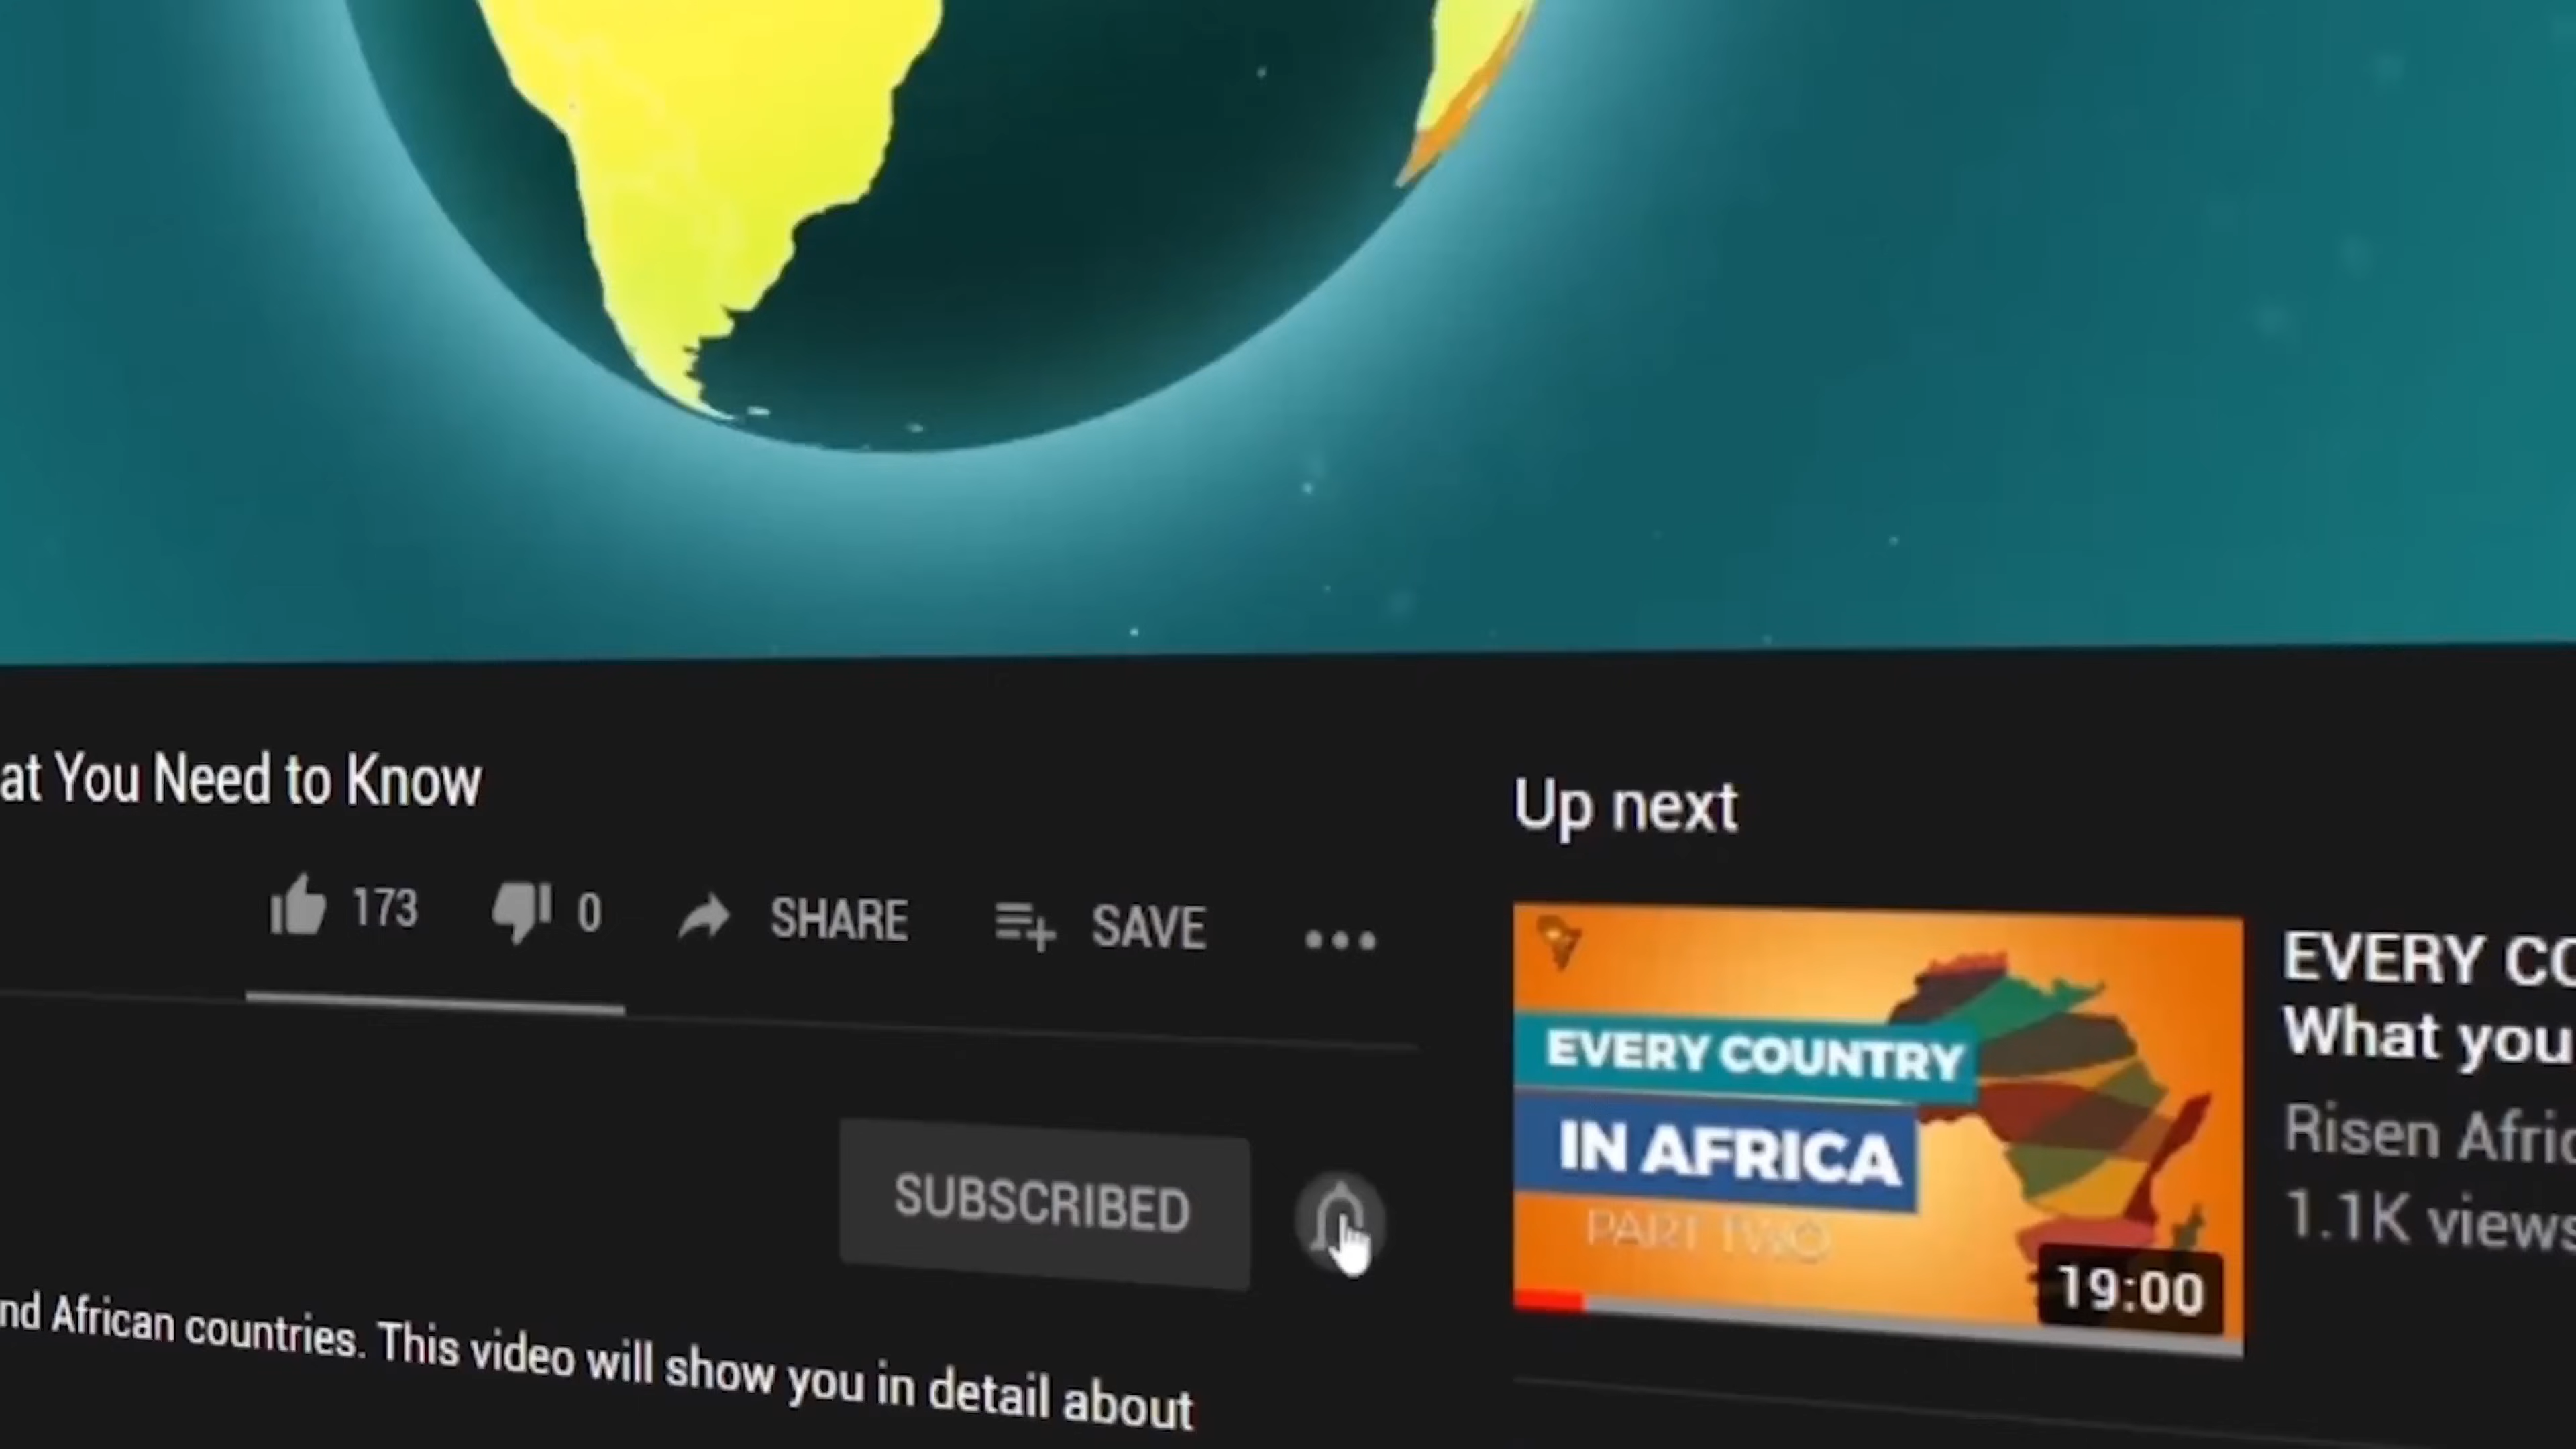 at You Need to Know
173
0
SHARE
SAVE
SUBSCRIBED
nd African countries. This video will show you in detail about
Up next
EVERY COUNTRY
IN AFRICA
PART TWO
19:00
EVERY CO
What you
Risen Afric
1.1K views